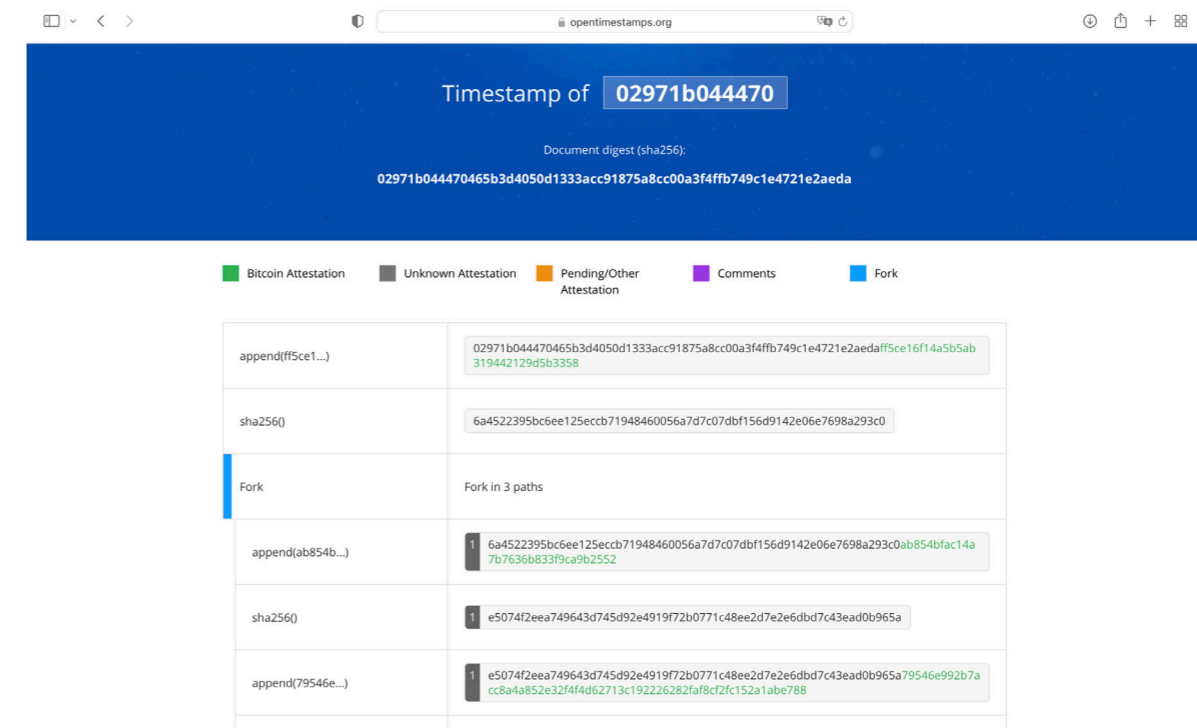 opentimestamps.org
Timestamp of 02971b044470
Document digest (sha256):
02971b044470465b3d4050d1333acc91875a8cc00a3f4ffb749c1e4721e2aeda
Bitcoin Attestation
Unknown Attestation
Pending/Other
Attestation
Comments
Fork
append(ff5ce1...)
02971b044470465b3d4050d1333acc91875a8cc00a3f4ffb749c1e4721e2aedaff5ce16f14a5b5ab
319442129d5b3358
sha256()
6a4522395bc6ee125eccb71948460056a7d7c07dbf156d9142e06e7698a293c0
Fork
Fork in 3 paths
append(ab854b...)
1 6a4522395bc6ee125eccb71948460056a7d7c07dbf156d9142e06e7698a293c0ab854bfac14a
7b7636b833f9ca9b2552
sha256()
1 e5074f2eea749643d745d92e4919f72b0771c48ee2d7e2e6dbd7c43ead0b965a
append(79546e...)
1 e5074f2eea749643d745d92e4919f72b0771c48ee2d7e2e6dbd7c43ead0b965a79546e992b7a
cc8a4a852e32f4f4d62713c192226282faf8cf2fc152a1abe788